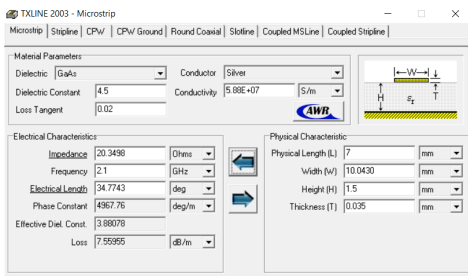 TXLINE 2003 - Microstrip
Microstrip Stripline CPW CPW Ground Round Coaxial Slotline Coupled MSLine Coupled Stripline
Material Parameters
Dielectric GaAs Conductor Silver
Dielectric Constant 4.5 Conductivity 5.88E+07 S/m
Loss Tangent 0.02 AWR
W
H
εr
T
Electrical Characteristics
Impedance 20.3498 Ohms
Frequency 2.1 GHz
Electrical Length 34.7743 deg
Phase Constant 4967.76 deg/m
Effective Diel. Const. 3.88078
Loss 7.55955 dB/m
Physical Characteristic
Physical Length (L) 7 mm
Width (W) 10.0430 mm
Height (H) 1.5 mm
Thickness (T) 0.035 mm